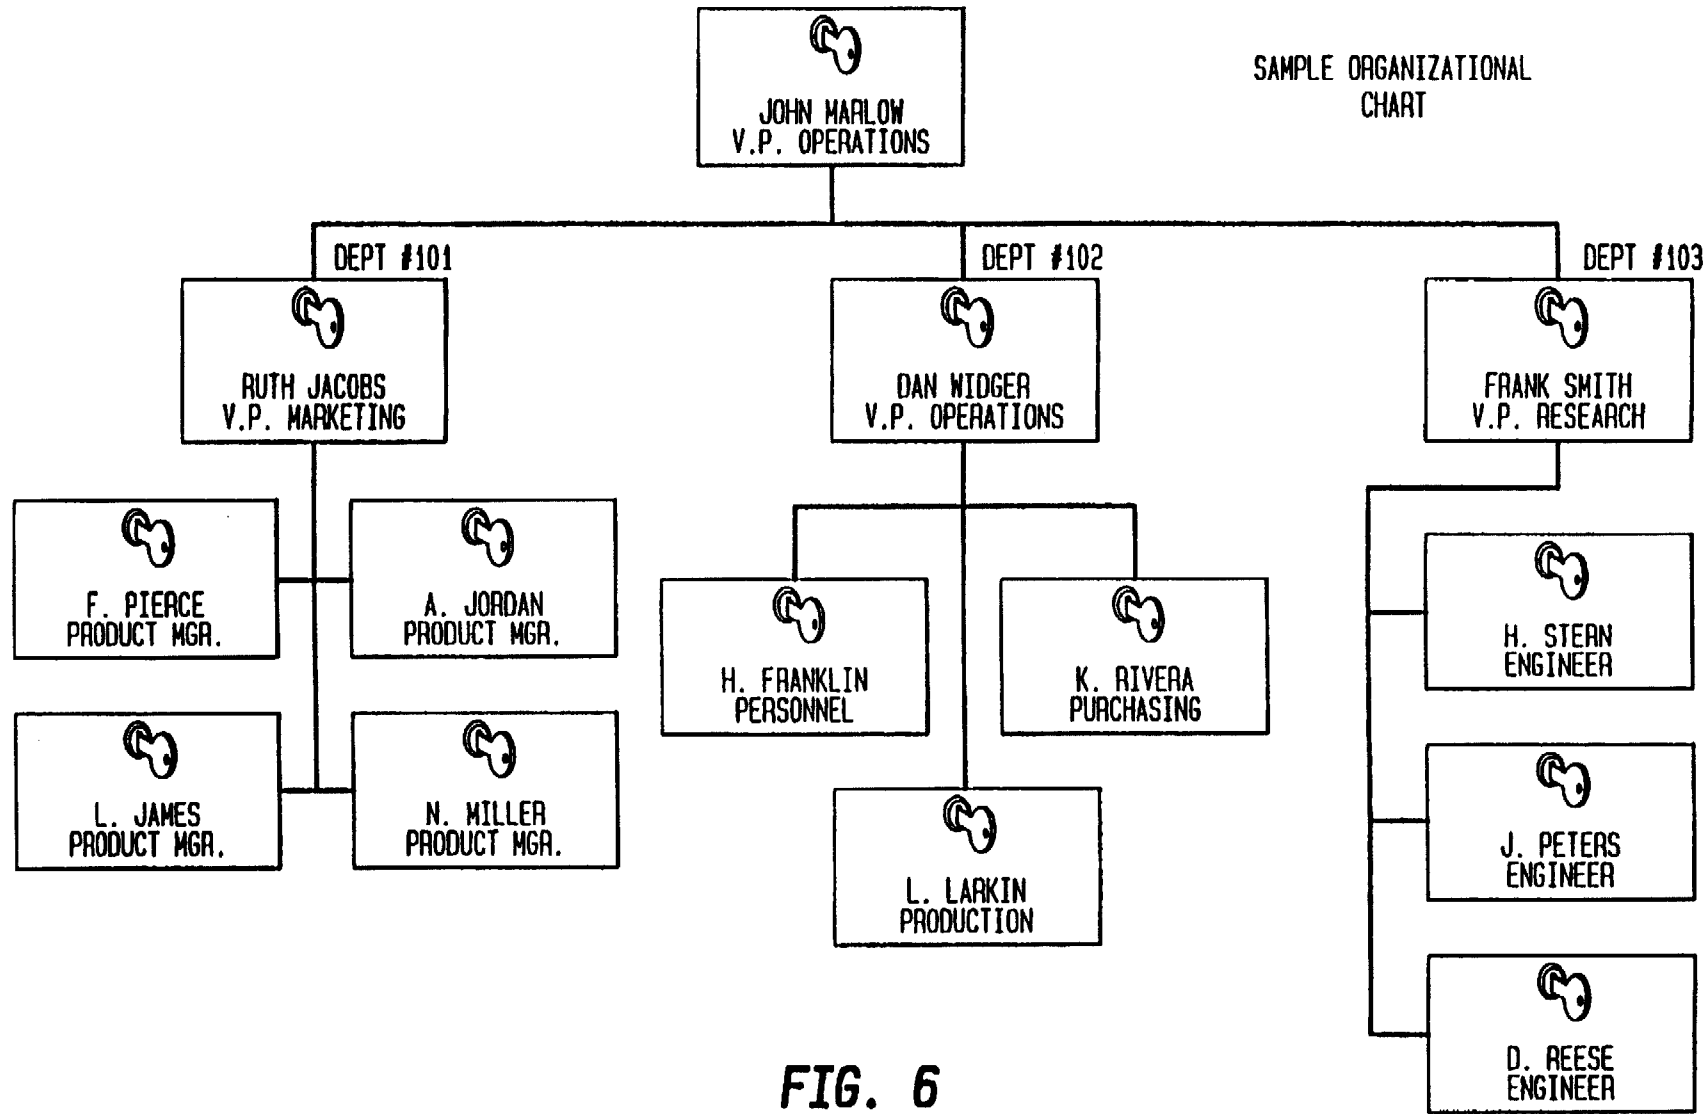 JOHN MARLOW
V.P. OPERATIONS
SAMPLE ORGANIZATIONAL
CHART
DEPT #101
DEPT #102
DEPT #103
RUTH JACOBS
V.P. MARKETING
DAN WIDGER
V.P. OPERATIONS
FRANK SMITH
V.P. RESEARCH
F. PIERCE
PRODUCT MGR.
A. JORDAN
PRODUCT MGR.
H. FRANKLIN
PERSONNEL
K. RIVERA
PURCHASING
H. STERN
ENGINEER
L. JAMES
PRODUCT MGR.
N. MILLER
PRODUCT MGR.
L. LARKIN
PRODUCTION
J. PETERS
ENGINEER
D. REESE
ENGINEER
FIG. 6